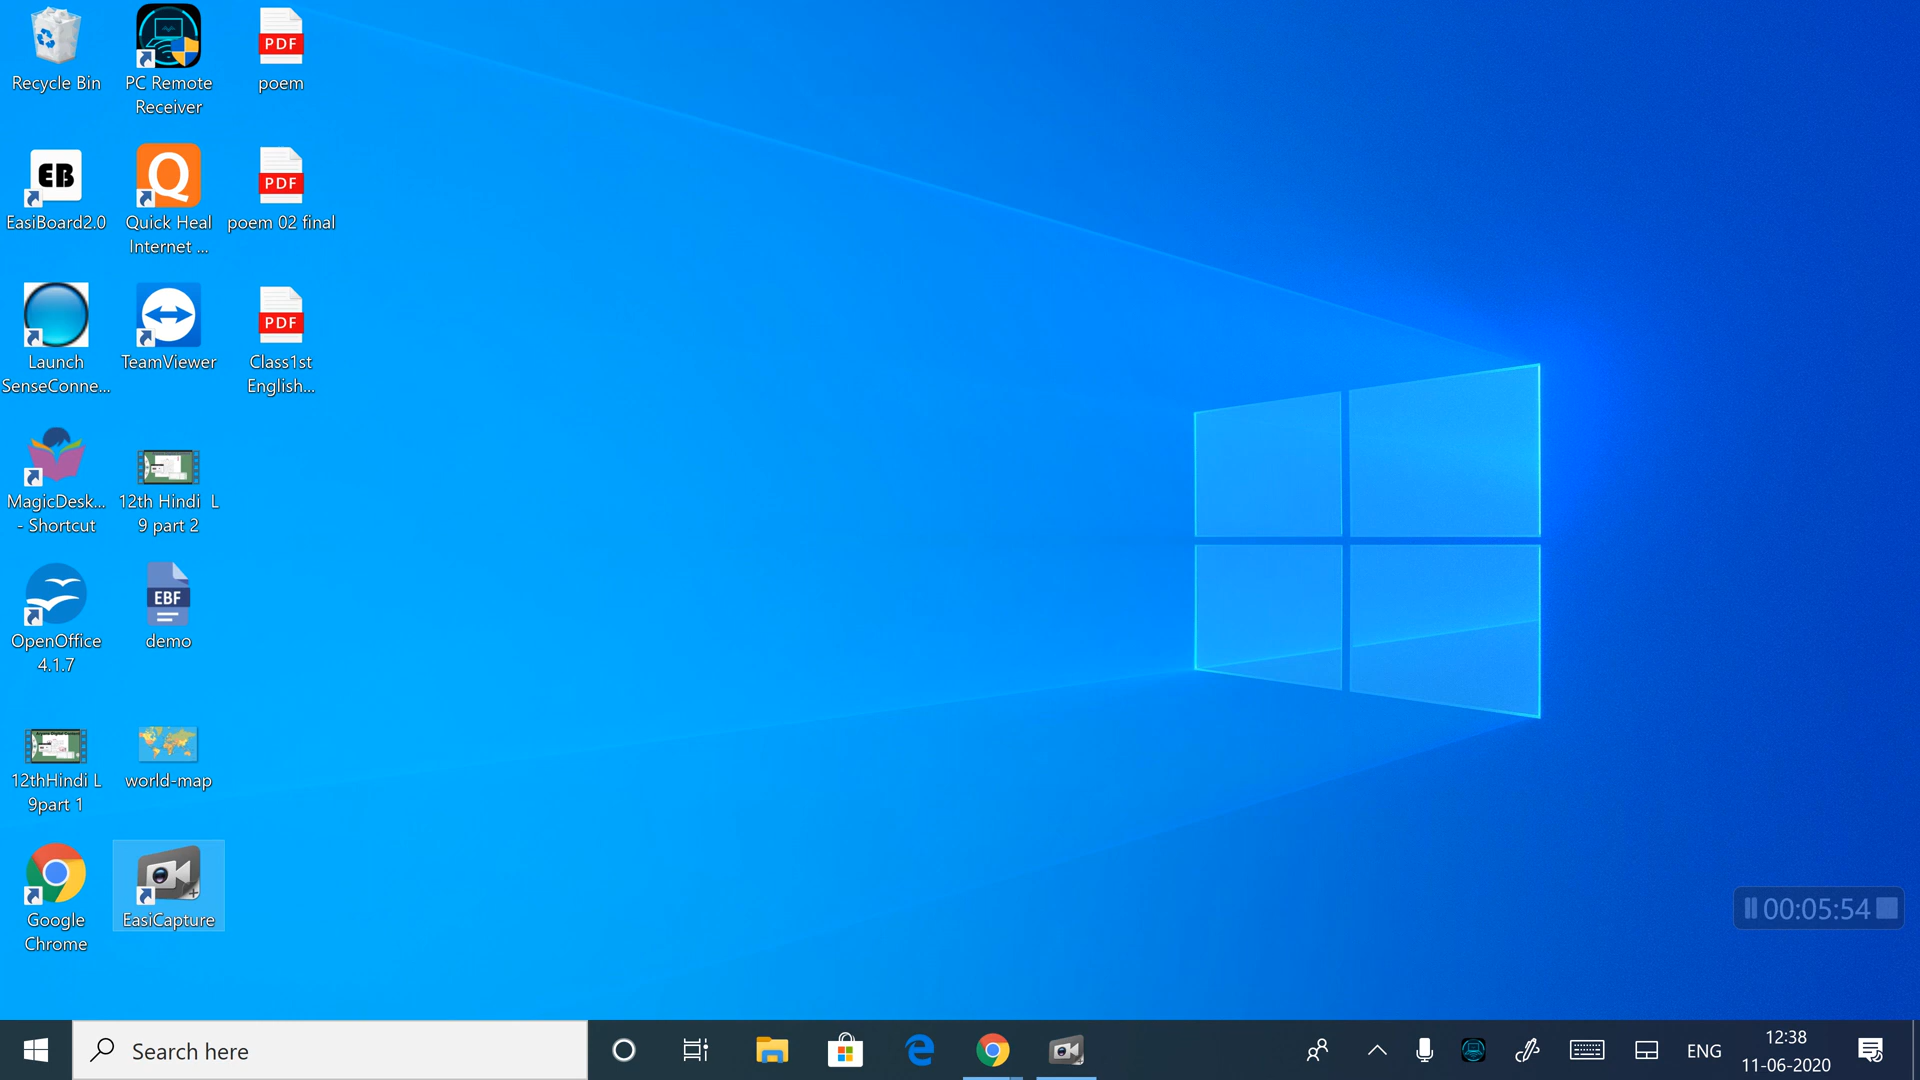 Recycle Bin
PC Remote
Receiver
PDF
poem
EB
EasiBoard2.0
Q
Quick Heal
Internet ...
PDF
poem 02 final
Launch
SenseConne...
TeamViewer
PDF
Class1st
English...
MagicDesk...
- Shortcut
12th Hindi L
9 part 2
OpenOffice
4.1.7
EBF
demo
12thHindi L
9part 1
world-map
Google
Chrome
EasiCapture
00:05:54
Search here
ENG
12:38
11-06-2020